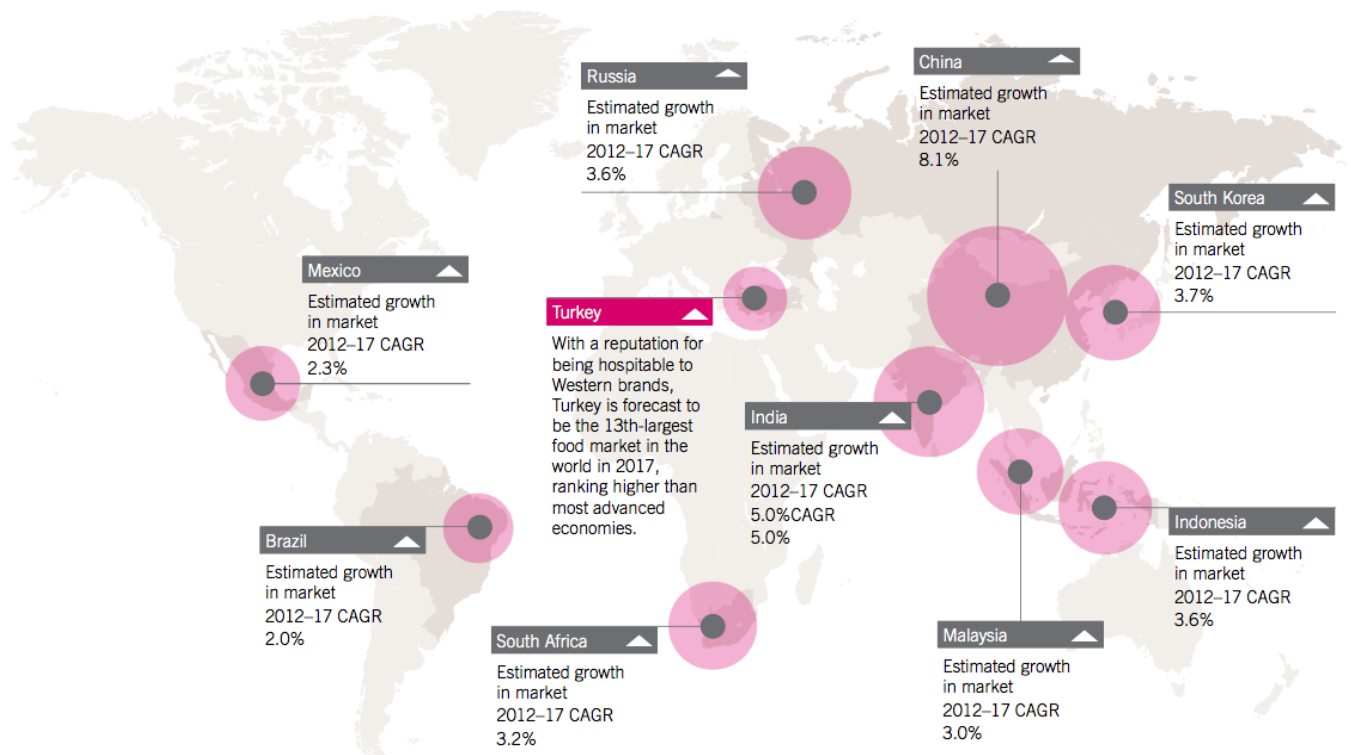 Russia
Estimated growth
in market
2012–17 CAGR
3.6%
China
Estimated growth
in market
2012–17 CAGR
8.1%
South Korea
Estimated growth
in market
2012–17 CAGR
3.7%
Mexico
Estimated growth
in market
2012–17 CAGR
2.3%
Turkey
With a reputation for
being hospitable to
Western brands,
Turkey is forecast to
be the 13th-largest
food market in the
world in 2017,
ranking higher than
most advanced
economies.
India
Estimated growth
in market
2012–17 CAGR
5.0%CAGR
5.0%
Brazil
Estimated growth
in market
2012–17 CAGR
2.0%
South Africa
Estimated growth
in market
2012–17 CAGR
3.2%
Malaysia
Estimated growth
in market
2012–17 CAGR
3.0%
Indonesia
Estimated growth
in market
2012–17 CAGR
3.6%